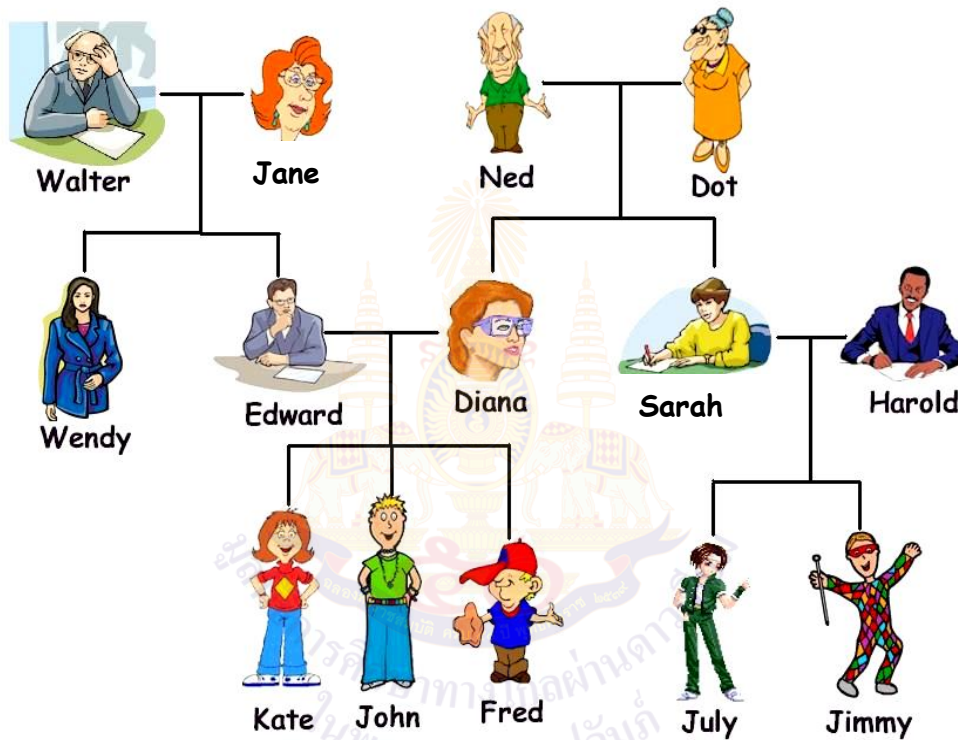 Walter
Jane
Ned
Dot
Wendy
Edward
Diana
Sarah
Harold
Kate
John
Fred
July
Jimmy